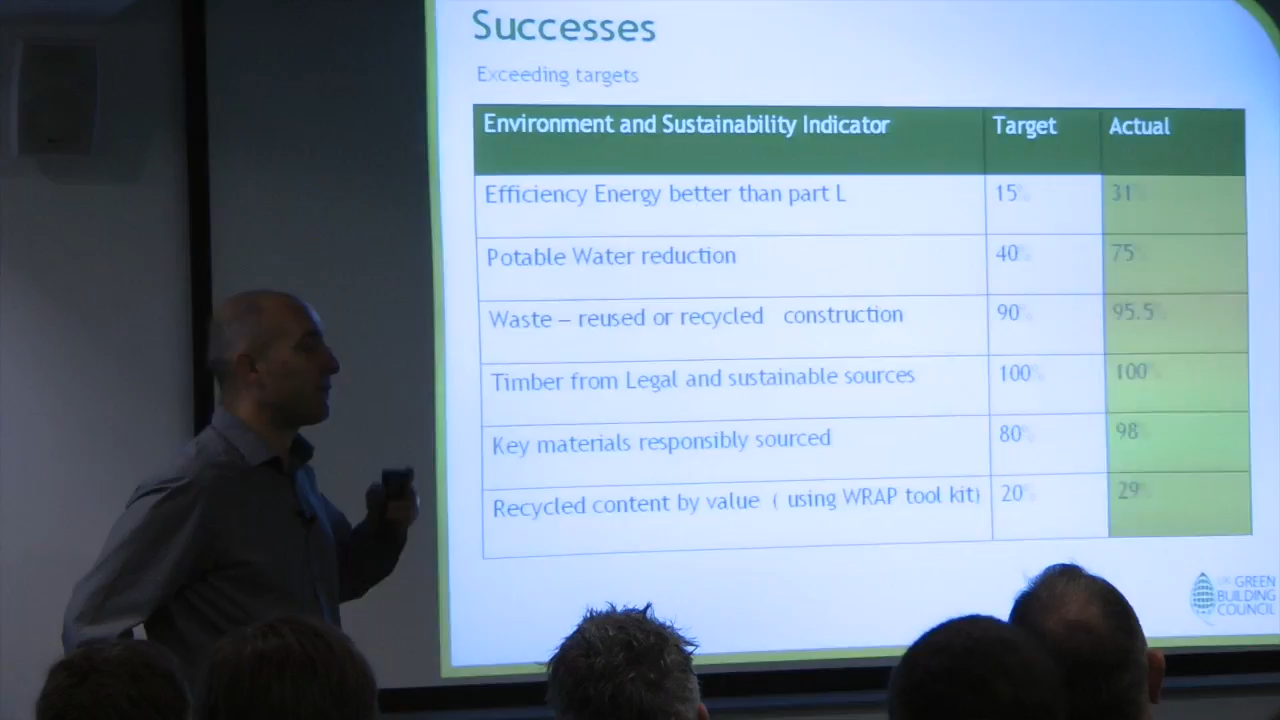 Successes
Exceeding targets
Environment and Sustainability Indicator Target Actual
Efficiency Energy better than part L 15% 31
Potable Water reduction 40% 75
Waste – reused or recycled construction 90% 95.5%
Timber from Legal and sustainable sources 100% 100%
Key materials responsibly sourced 80% 98%
Recycled content by value ( using WRAP tool kit) 20% 29%
UK GREEN
BUILDING
COUNCIL